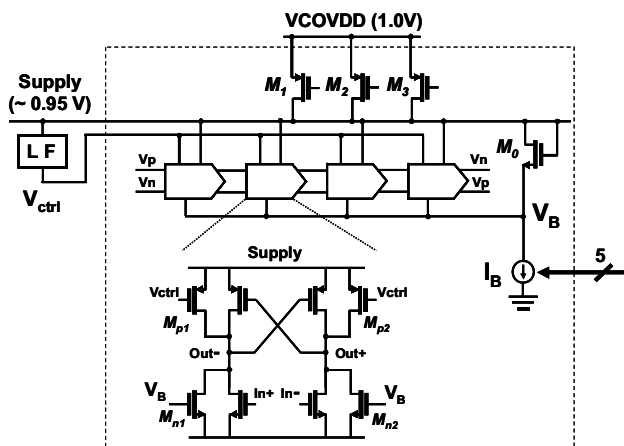 VCOVDD (1.0V)
Supply
(~ 0.95 V)
M1 M2 M3
M0
L F
Vctrl
Vp
Vn
Vn
Vp
VB
5
IB
Supply
Vctrl
Vctrl
Mp1
Mp2
Out-
Out+
VB
In+ In-
VB
Mn1
Mn2